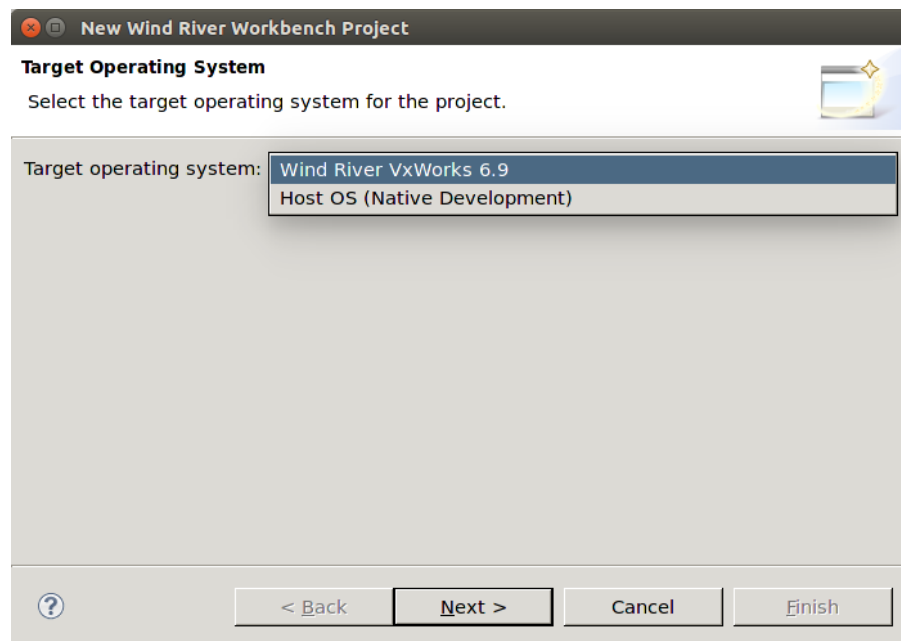 New Wind River Workbench Project
Target Operating System
Select the target operating system for the project.
Target operating system: Wind River VxWorks 6.9
Host OS (Native Development)
? < Back Next > Cancel Finish